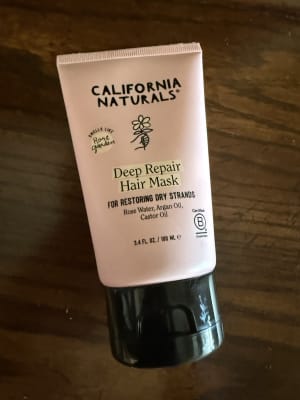 CALIFORNIA
NATURALS®
SMELLS LIKE
Rose
garden
Deep Repair
Hair Mask
FOR RESTORING DRY STRANDS
Rose Water, Argan Oil,
Castor Oil
Certified
B
3.4 FL. OZ. / 100 ML ℮